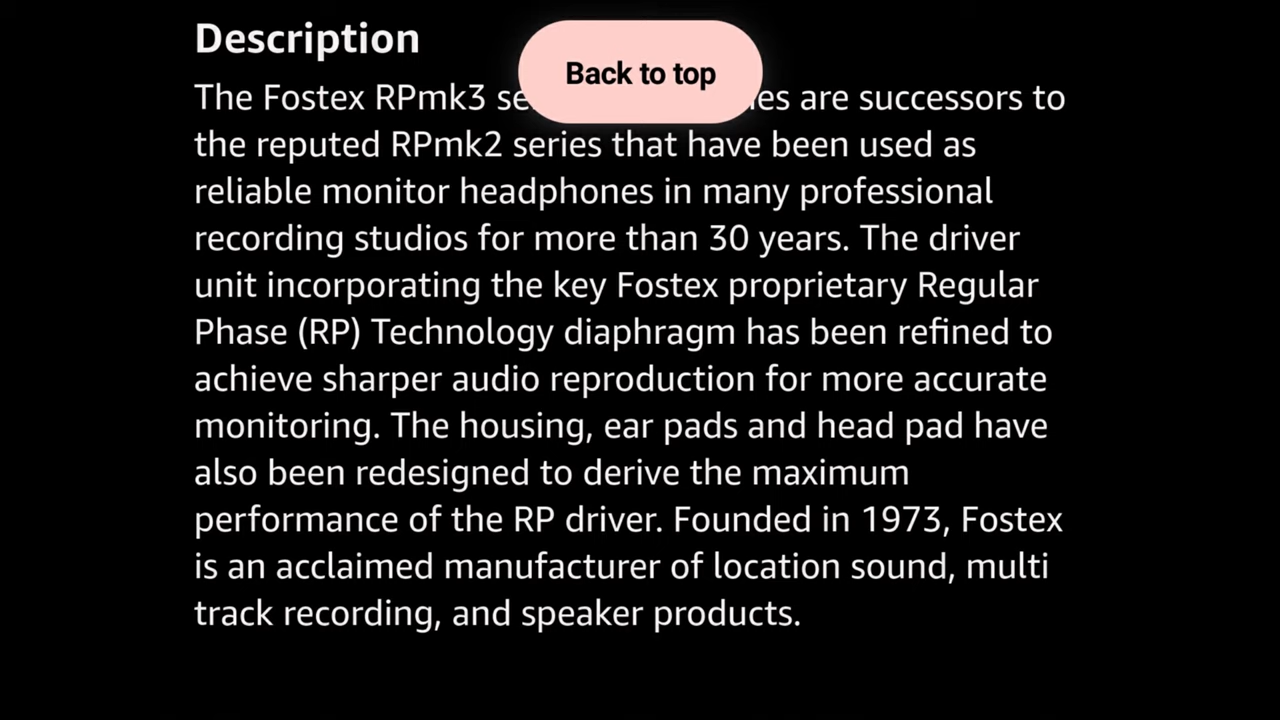 Description
Back to top
The Fostex RPmk3 are successors to
the reputed RPmk2 series that have been used as
reliable monitor headphones in many professional
recording studios for more than 30 years. The driver
unit incorporating the key Fostex proprietary Regular
Phase (RP) Technology diaphragm has been refined to
achieve sharper audio reproduction for more accurate
monitoring. The housing, ear pads and head pad have
also been redesigned to derive the maximum
performance of the RP driver. Founded in 1973, Fostex
is an acclaimed manufacturer of location sound, multi
track recording, and speaker products.